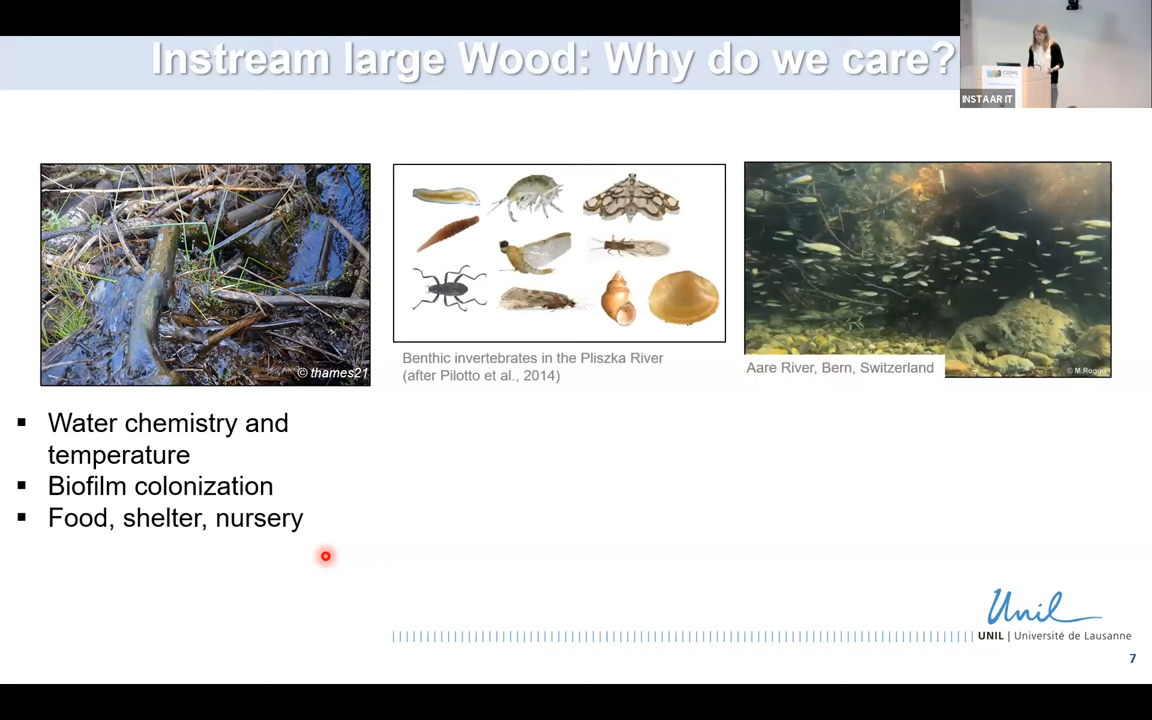 Instream large Wood: Why do we care?
INSTAAR IT
© thames21
Benthic invertebrates in the Pliszka River
(after Pilotto et al., 2014)
Aare River, Bern, Switzerland
© M.Roggo
▪ Water chemistry and
temperature
▪ Biofilm colonization
▪ Food, shelter, nursery
Unil
UNIL | Université de Lausanne
7